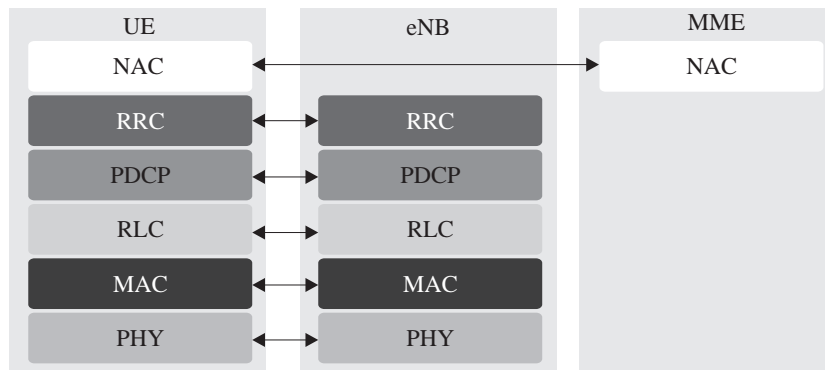 UE eNB MME
NAC NAC
RRC RRC
PDCP PDCP
RLC RLC
MAC MAC
PHY PHY